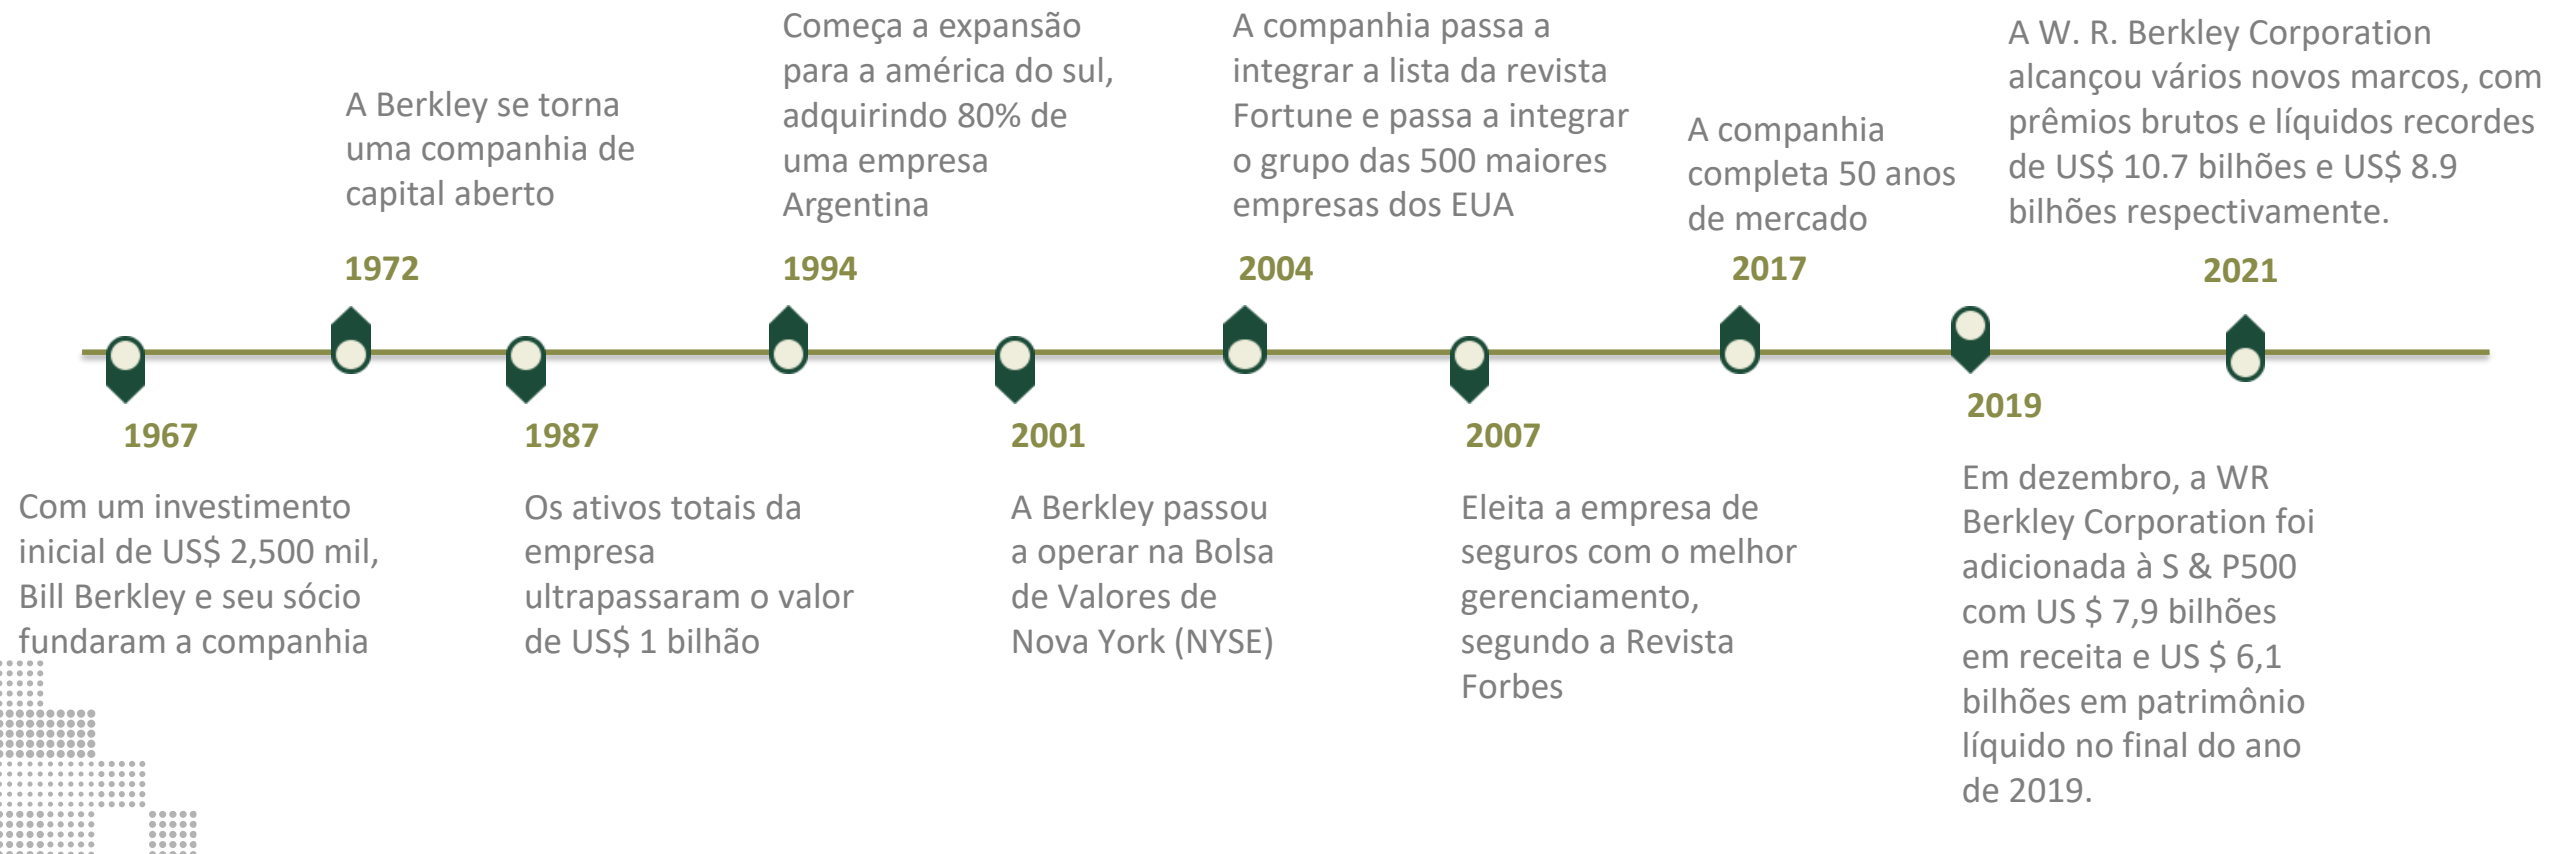 Com um investimento
inicial de US$ 2,500 mil,
Bill Berkley e seu sócio
fundaram a companhia
1967
A Berkley se torna
uma companhia de
capital aberto
1972
1987
Os ativos totais da
empresa
ultrapassaram o valor
de US$ 1 bilhão
Começa a expansão
para a américa do sul,
adquirindo 80% de
uma empresa
Argentina
1994
2001
A Berkley passou
a operar na Bolsa
de Valores de
Nova York (NYSE)
A companhia passa a
integrar a lista da revista
Fortune e passa a integrar
o grupo das 500 maiores
empresas dos EUA
2004
2007
Eleita a empresa de
seguros com o melhor
gerenciamento,
segundo a Revista
Forbes
A companhia
completa 50 anos
de mercado
2017
2019
Em dezembro, a WR
Berkley Corporation foi
adicionada à S & P500
com US $ 7,9 bilhões
em receita e US $ 6,1
bilhões em patrimônio
líquido no final do ano
de 2019.
A W. R. Berkley Corporation
alcançou vários novos marcos, com
prêmios brutos e líquidos recordes
de US$ 10.7 bilhões e US$ 8.9
bilhões respectivamente.
2021